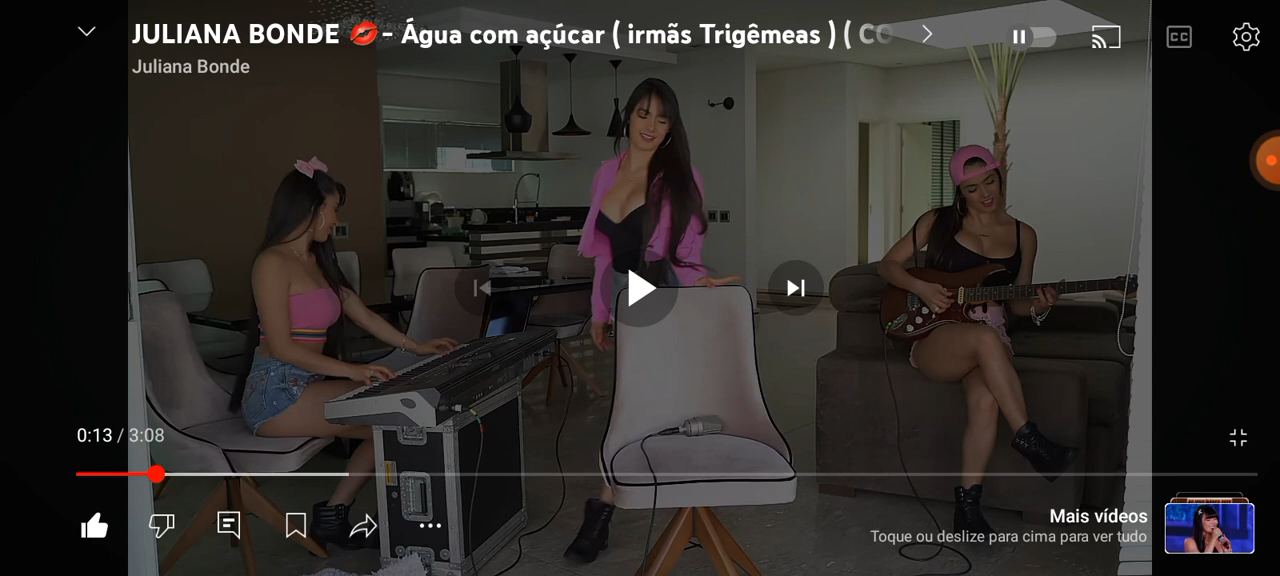 JULIANA BONDE 💋- Água com açúcar ( irmãs Trigêmeas ) ( CO
Juliana Bonde
CC
0:13 / 3:08
Mais vídeos
Toque ou deslize para cima para ver tudo